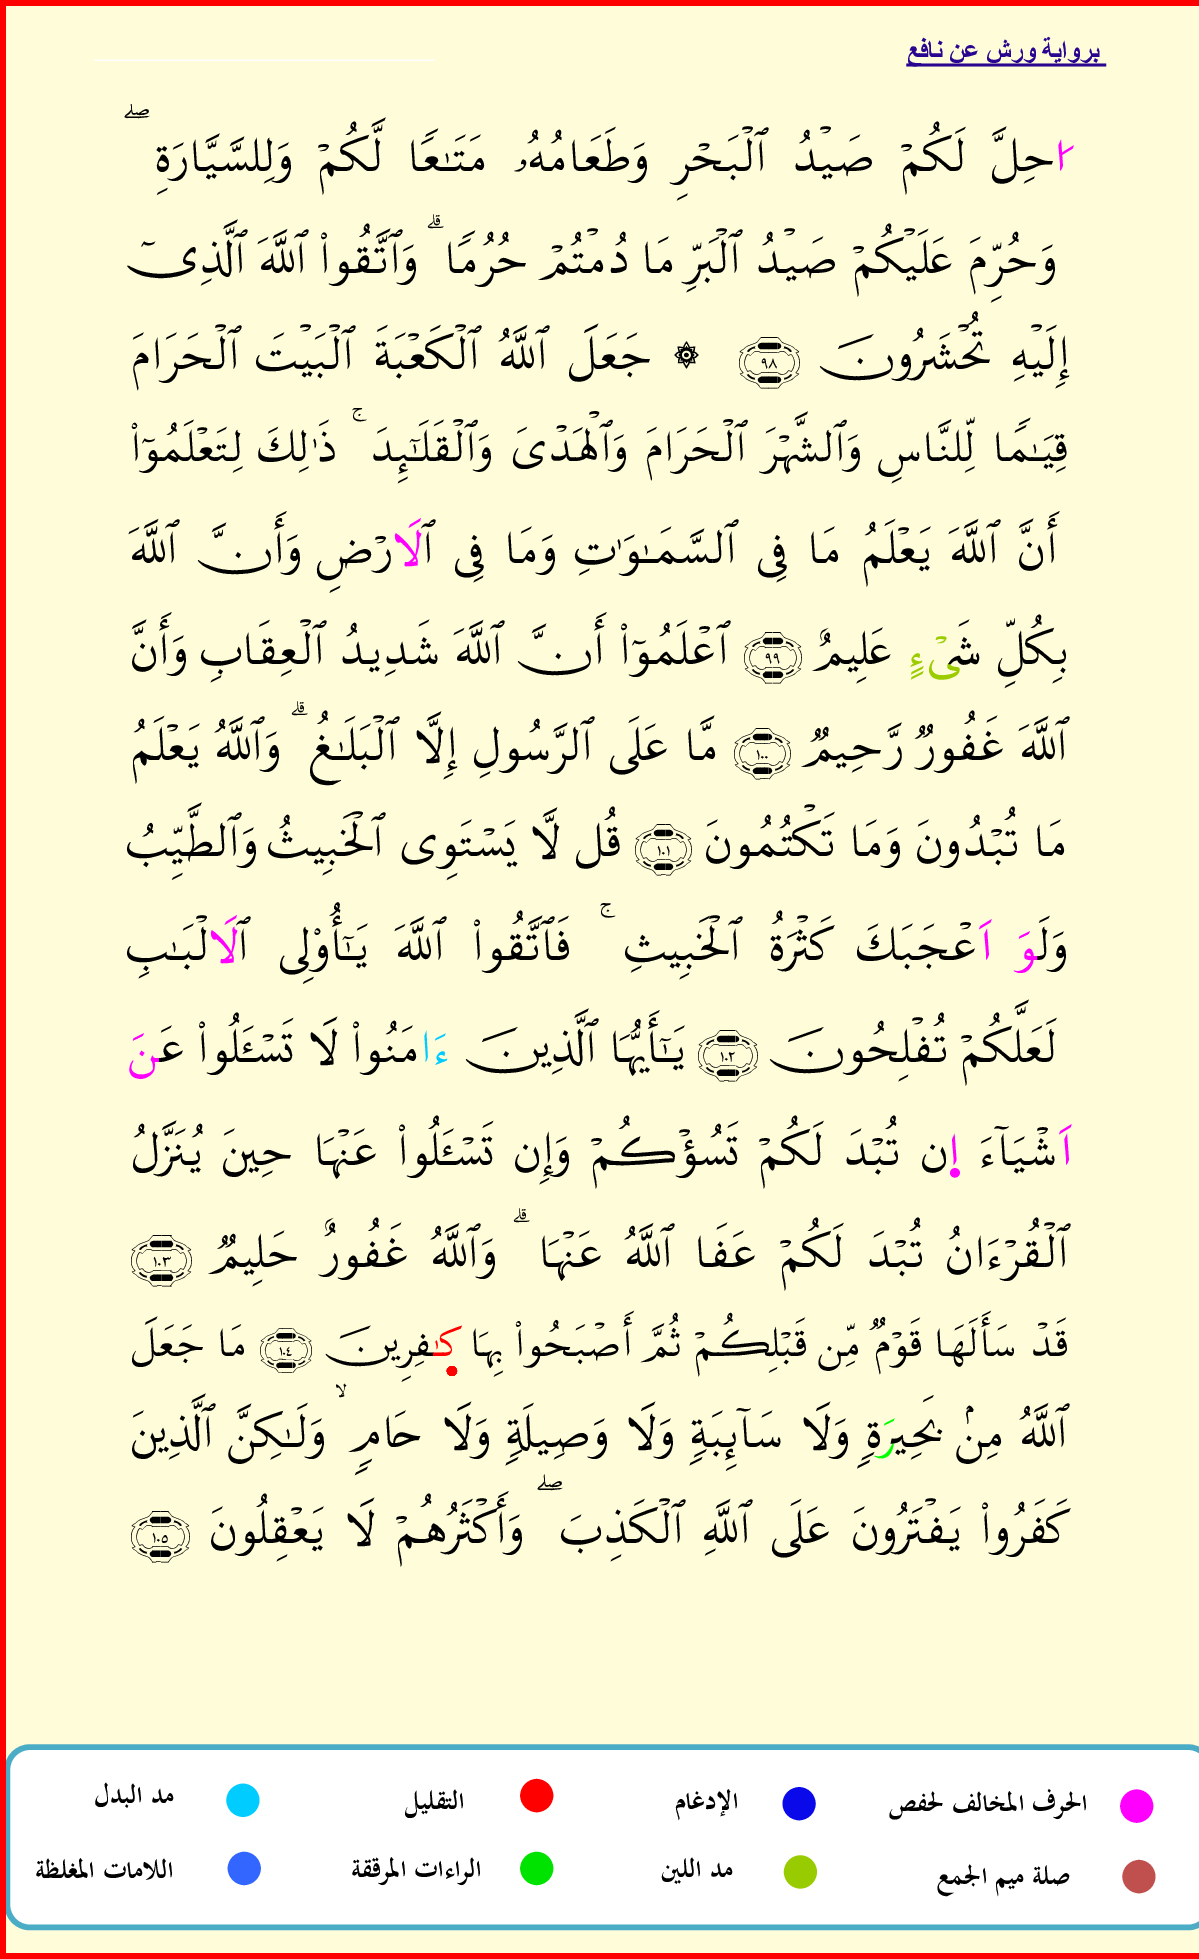 برواية ورش عن نافع
اُحِلَّ لَكُمْ صَيْدُ اُ۬لْبَحْرِ وَطَعَامُهُۥ مَتَٰعًا لَّكُمْ وَلِلسَّيَّارَةِ ۖ
وَحُرِّمَ عَلَيْكُمْ صَيْدُ اُ۬لْبَرِّ مَا دُمْتُمْ حُرُمًا ۗ وَٱتَّقُواْ ٱللَّهَ ٱلَّذِىٓ
إِلَيْهِ تُحْشَرُونَ ٩٨ ۞ جَعَلَ ٱللَّهُ ٱلْكَعْبَةَ ٱلْبَيْتَ ٱلْحَرَامَ
قِيَٰمًا لِّلنَّاسِ وَٱلشَّهْرَ ٱلْحَرَامَ وَٱلْهَدْىَ وَٱلْقَلَٰٓئِدَ ۚ ذَٰلِكَ لِتَعْلَمُوٓاْ
أَنَّ ٱللَّهَ يَعْلَمُ مَا فِى ٱلسَّمَٰوَٰتِ وَمَا فِى ٱلَارْضِ وَأَنَّ ٱللَّهَ
بِكُلِّ شَىْءٍ عَلِيمٌ ٩٩ ٱعْلَمُوٓاْ أَنَّ ٱللَّهَ شَدِيدُ ٱلْعِقَابِ وَأَنَّ
ٱللَّهَ غَفُورٌ رَّحِيمٌ ١٠٠ مَّا عَلَى ٱلرَّسُولِ إِلَّا ٱلْبَلَٰغُ ۗ وَٱللَّهُ يَعْلَمُ
مَا تُبْدُونَ وَمَا تَكْتُمُونَ ١٠١ قُل لَّا يَسْتَوِى ٱلْخَبِيثُ وَٱلطَّيِّبُ
وَلَوَ اَعْجَبَكَ كَثْرَةُ ٱلْخَبِيثِ ۚ فَٱتَّقُواْ ٱللَّهَ يَٰٓأُوْلِى ٱلَالْبَٰبِ
لَعَلَّكُمْ تُفْلِحُونَ ١٠٢ يَٰٓأَيُّهَا ٱلَّذِينَ ءَامَنُواْ لَا تَسْـَٔلُواْ عَنَ
اَشْيَآءَ اِن تُبْدَ لَكُمْ تَسُؤْكُمْ وَإِن تَسْـَٔلُواْ عَنْهَا حِينَ يُنَزَّلُ
ٱلْقُرْءَانُ تُبْدَ لَكُمْ عَفَا ٱللَّهُ عَنْهَا ۗ وَٱللَّهُ غَفُورٌ حَلِيمٌ ١٠٣
قَدْ سَأَلَهَا قَوْمٌ مِّن قَبْلِكُمْ ثُمَّ أَصْبَحُواْ بِهَا كَٰفِرِينَ ١٠٤ مَا جَعَلَ
ٱللَّهُ مِنۢ بَحِيرَةٍ وَلَا سَآئِبَةٍ وَلَا وَصِيلَةٍ وَلَا حَامٍ ۙ وَلَٰكِنَّ ٱلَّذِينَ
كَفَرُواْ يَفْتَرُونَ عَلَى ٱللَّهِ ٱلْكَذِبَ ۖ وَأَكْثَرُهُمْ لَا يَعْقِلُونَ ١٠٥
الحرف المخالف لحفص الإدغام التقليل مد البدل
صلة ميم الجمع مد اللين الراءات المرققة اللامات المغلظة